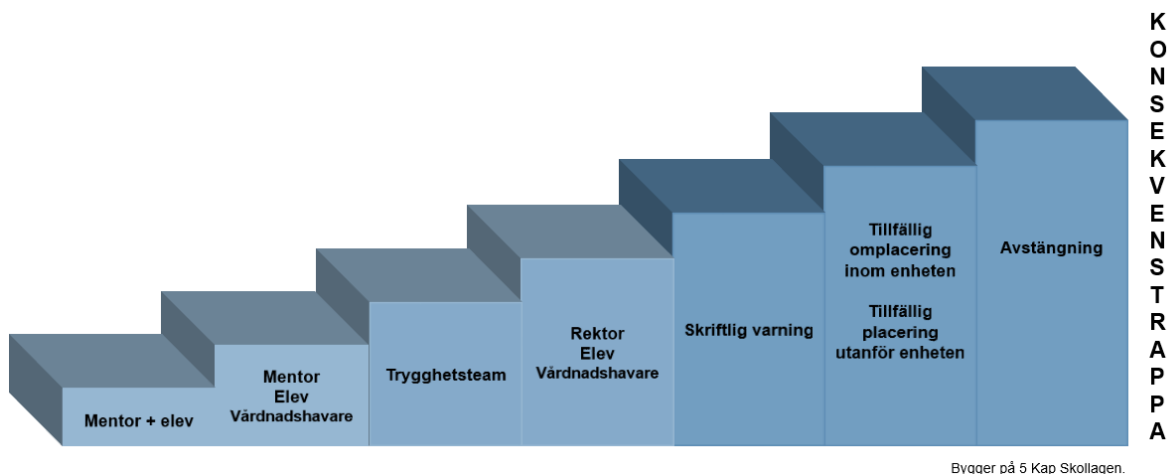 Mentor + elev
Mentor
Elev
Vårdnadshavare
Trygghetsteam
Rektor
Elev
Vårdnadshavare
Skriftlig varning
Tillfällig
omplacering
inom enheten
Tillfällig
placering
utanför enheten
Avstängning
KONSEKVENSTRAPPA
Bygger på 5 Kap Skollagen.